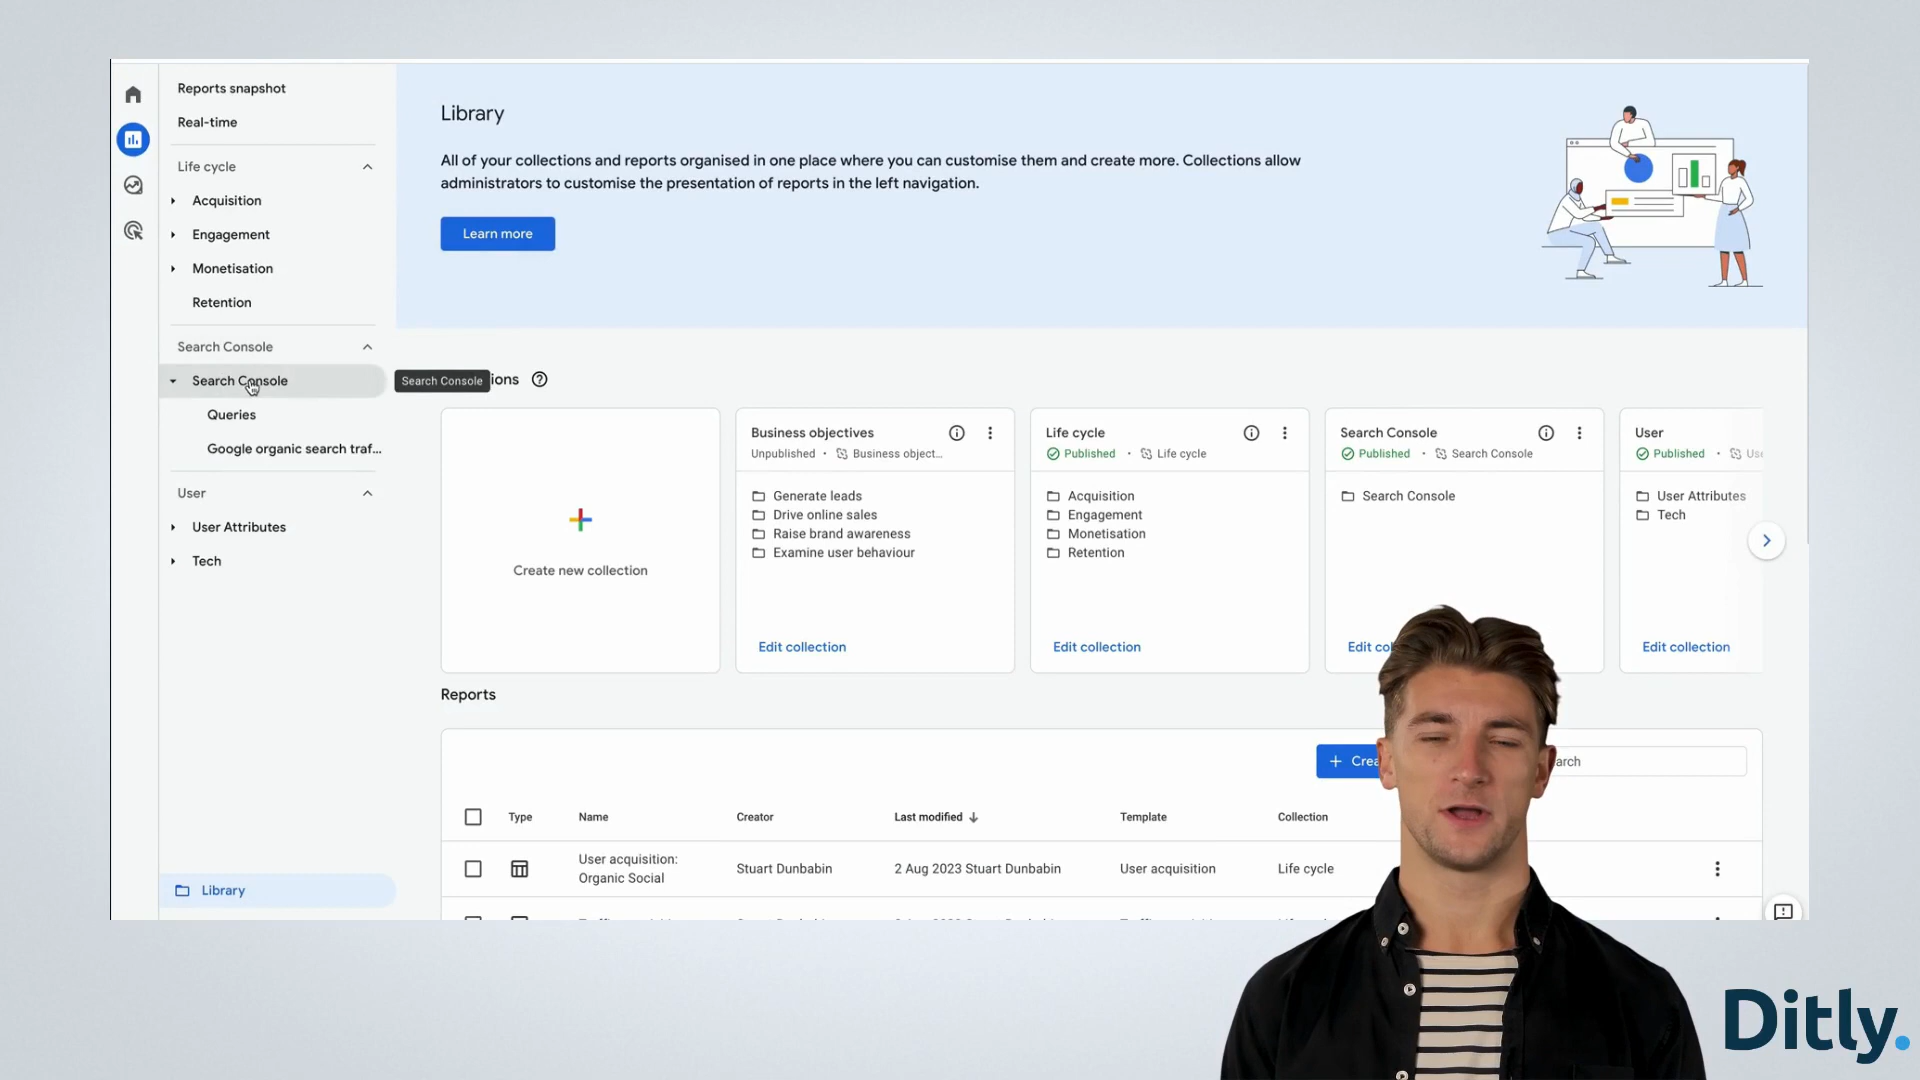 Reports snapshot
Real-time
Life cycle
Acquisition
Engagement
Monetisation
Retention
Search Console
Search Console
Queries
Google organic search traf...
User
User Attributes
Tech
Library
Library
All of your collections and reports organised in one place where you can customise them and create more. Collections allow
administrators to customise the presentation of reports in the left navigation.
Learn more
Search Console
ions
Create new collection
Business objectives
Unpublished • Business object...
Generate leads
Drive online sales
Raise brand awareness
Examine user behaviour
Edit collection
Life cycle
Published • Life cycle
Acquisition
Engagement
Monetisation
Retention
Edit collection
Search Console
Published • Search Console
Search Console
Edit co
User
Published • Us
User Attributes
Tech
Edit collection
Reports
+ Crea
arch
Type Name Creator Last modified Template Collection
User acquisition:
Organic Social
Stuart Dunbabin 2 Aug 2023 Stuart Dunbabin User acquisition Life cycle
Ditly.